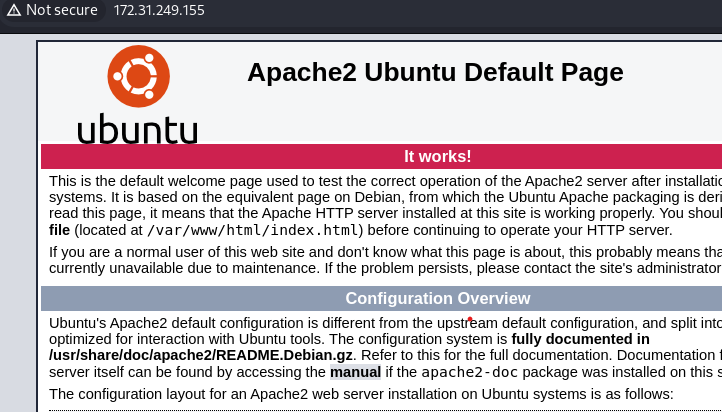 Not secure 172.31.249.155
Apache2 Ubuntu Default Page
ubuntu
It works!
This is the default welcome page used to test the correct operation of the Apache2 server after
systems. It is based on the equivalent page on Debian, from which the Ubuntu Apache packaging is
read this page, it means that the Apache HTTP server installed at this site is working properly. You
file (located at /var/www/html/index.html) before continuing to operate your HTTP server.
If you are a normal user of this web site and don't know what this page is about, this probably means
currently unavailable due to maintenance. If the problem persists, please contact the site's administrator
Configuration Overview
Ubuntu's Apache2 default configuration is different from the upstream default configuration, and split
optimized for interaction with Ubuntu tools. The configuration system is fully documented in
/usr/share/doc/apache2/README.Debian.gz. Refer to this for the full documentation. Documentation
server itself can be found by accessing the manual if the apache2-doc package was installed on this
The configuration layout for an Apache2 web server installation on Ubuntu systems is as follows: